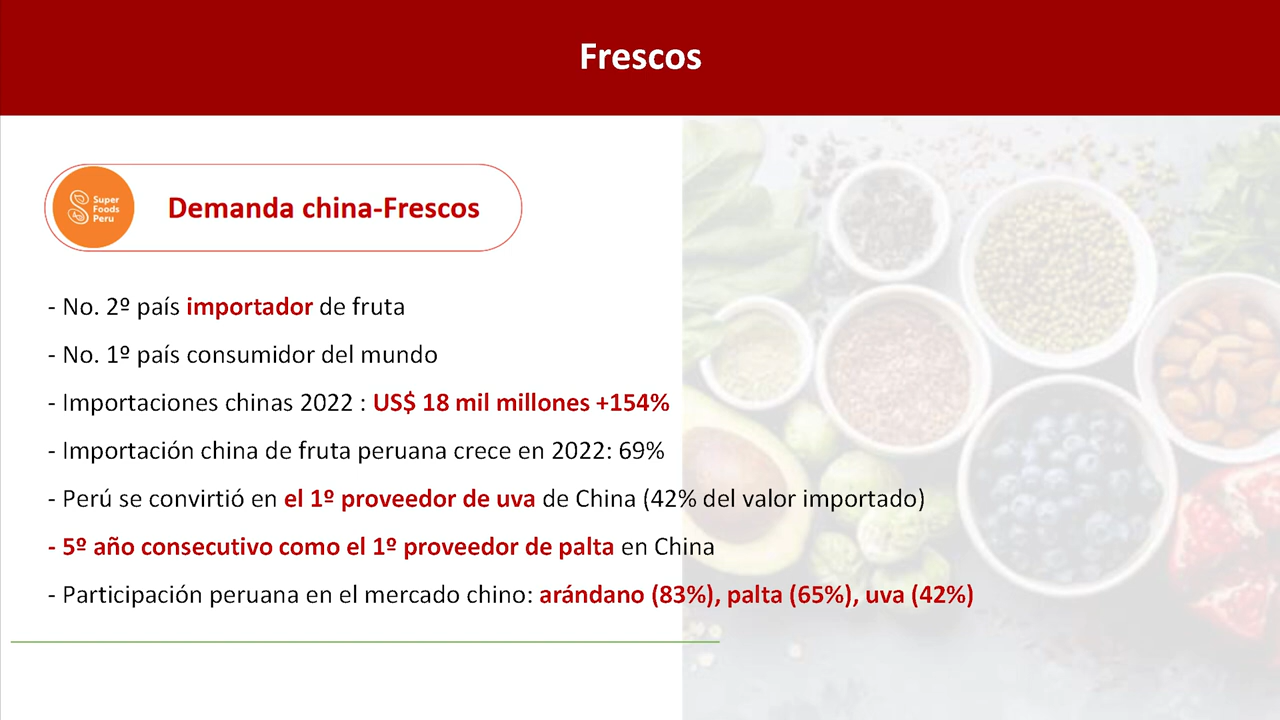 Frescos
Super
Foods
Peru
Demanda china-Frescos
- No. 2º país importador de fruta
- No. 1º país consumidor del mundo
- Importaciones chinas 2022 : US$ 18 mil millones +154%
- Importación china de fruta peruana crece en 2022: 69%
- Perú se convirtió en el 1º proveedor de uva de China (42% del valor importado)
- 5º año consecutivo como el 1º proveedor de palta en China
- Participación peruana en el mercado chino: arándano (83%), palta (65%), uva (42%)